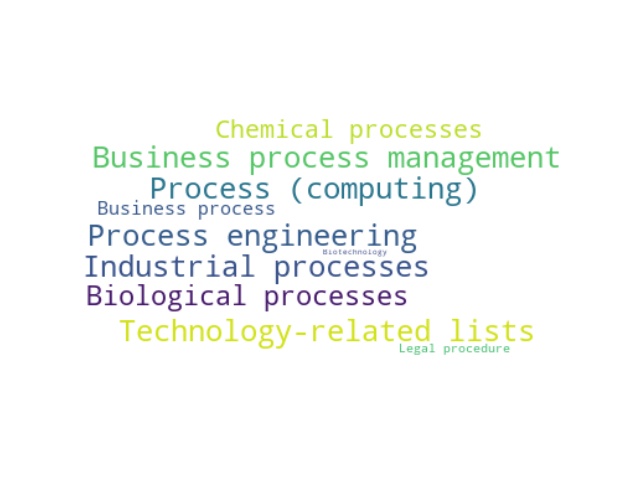 Chemical processes
Business process management
Process (computing)
Business process
Process engineering
Biotechnology
Industrial processes
Biological processes
Technology-related lists
Legal procedure